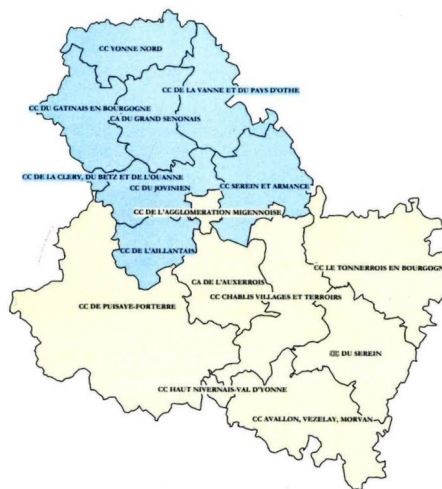 CC YONNE NORD
CC DE LA VANNE ET DU PAYS D'OTHE
CC DU GATINAIS EN BOURGOGNE
CA DU GRAND SENONAIS
CC DE LA CLERY, DU BETZ ET DE L'OUANNE
CC DU JOVINIEN
CC SEREIN ET ARMANCE
CC DE L'AGGLOMERATION MIGENNOISE
CC DE L'AILLANTAIS
CC LE TONNERROIS EN BOURGOGN
CA DE L'AUXERROIS
CC CHABLIS VILLAGES ET TERROIRS
CC DE PUISAYE-FORTERRE
CC DU SEREIN
CC HAUT NIVERNAIS-VAL D'YONNE
CC AVALLON, VEZELAY, MORVAN